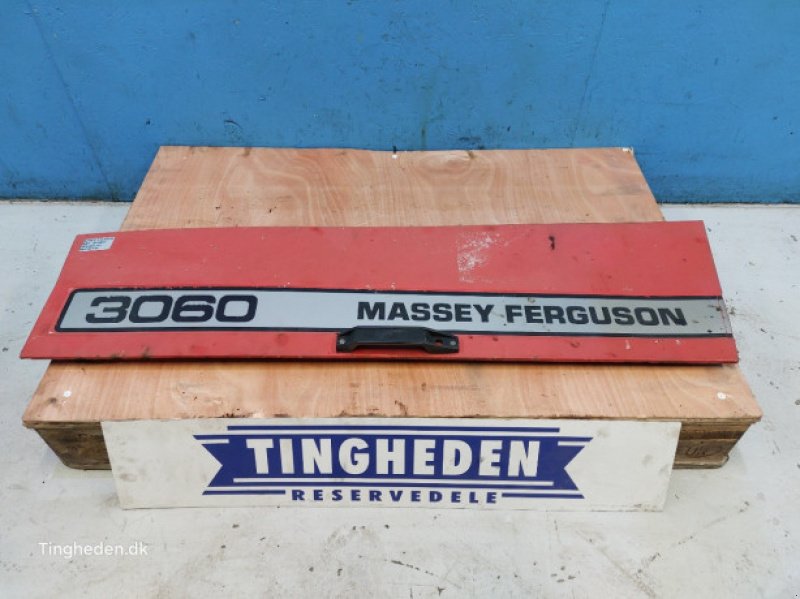 3060 MASSEY FERGUSON
TINGHEDEN
RESERVEDELE
Tingheden.dk